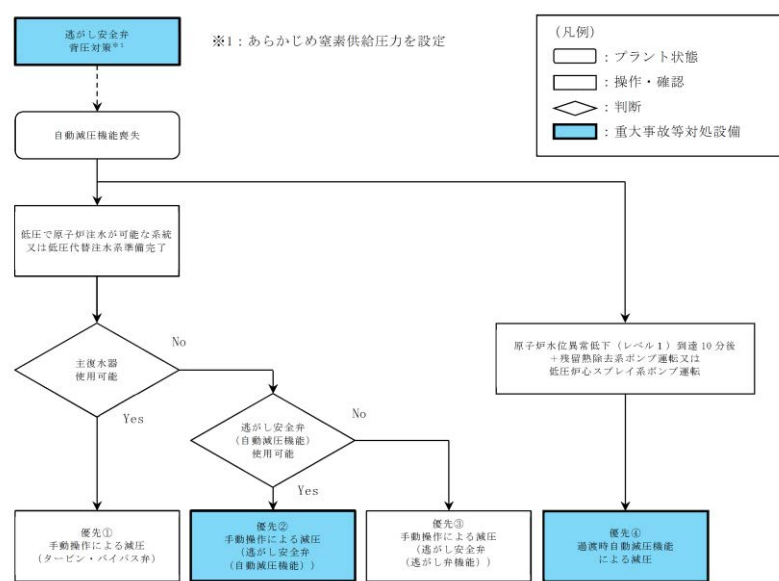 逃がし安全弁
背圧対策※1
※1：あらかじめ窒素供給圧力を設定
(凡例)
：プラント状態
：操作・確認
：判断
：重大事故等対処設備
自動減圧機能喪失
低圧で原子炉注水が可能な系統
又は低圧代替注水系準備完了
主復水器
使用可能
No
Yes
逃がし安全弁
(自動減圧機能)
使用可能
No
Yes
原子炉水位異常低下（レベル1）到達10分後
＋残留熱除去系ポンプ運転又は
低圧炉心スプレイ系ポンプ運転
優先①
手動操作による減圧
(タービン・バイパス弁)
優先②
手動操作による減圧
(逃がし安全弁
(自動減圧機能))
優先③
手動操作による減圧
(逃がし安全弁
(逃がし弁機能))
優先④
過渡時自動減圧機能
による減圧